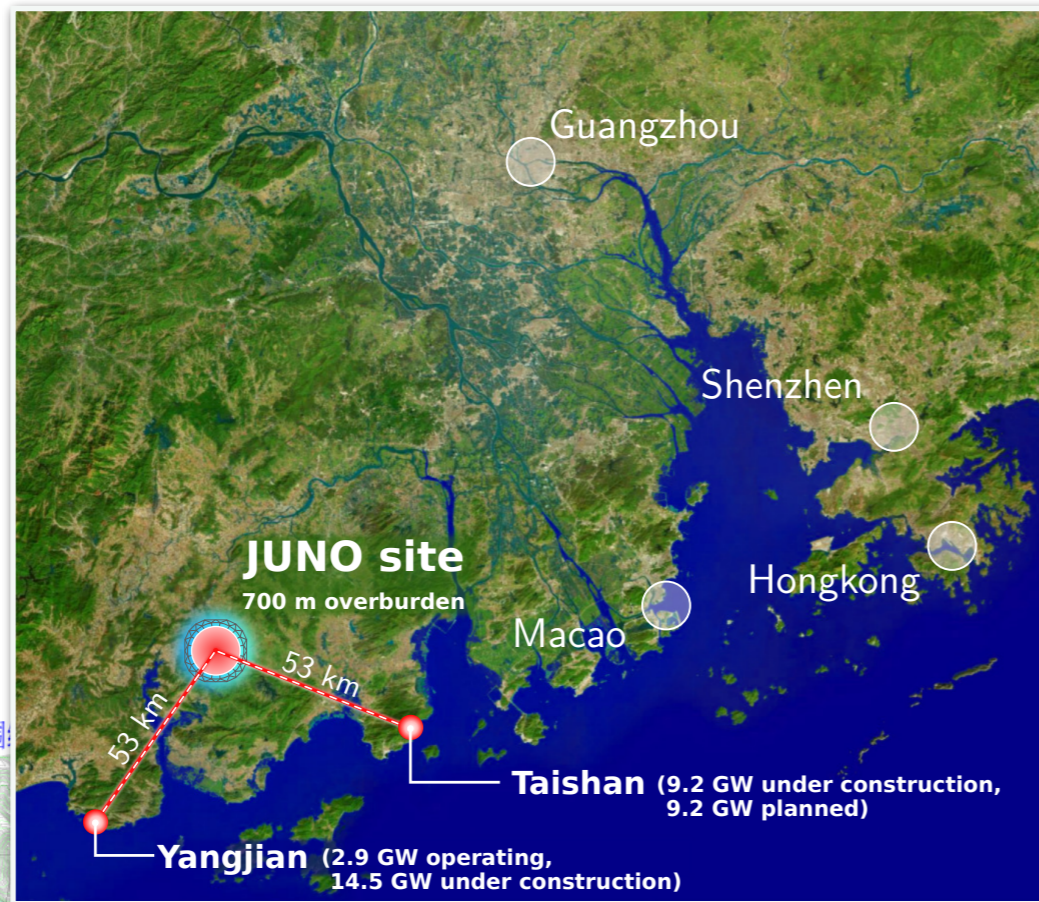 Guangzhou
Shenzhen
JUNO site
700 m overburden
Hongkong
Macao
53 km
53 km
Taishan (9.2 GW under construction,
9.2 GW planned)
Yangjian (2.9 GW operating,
14.5 GW under construction)